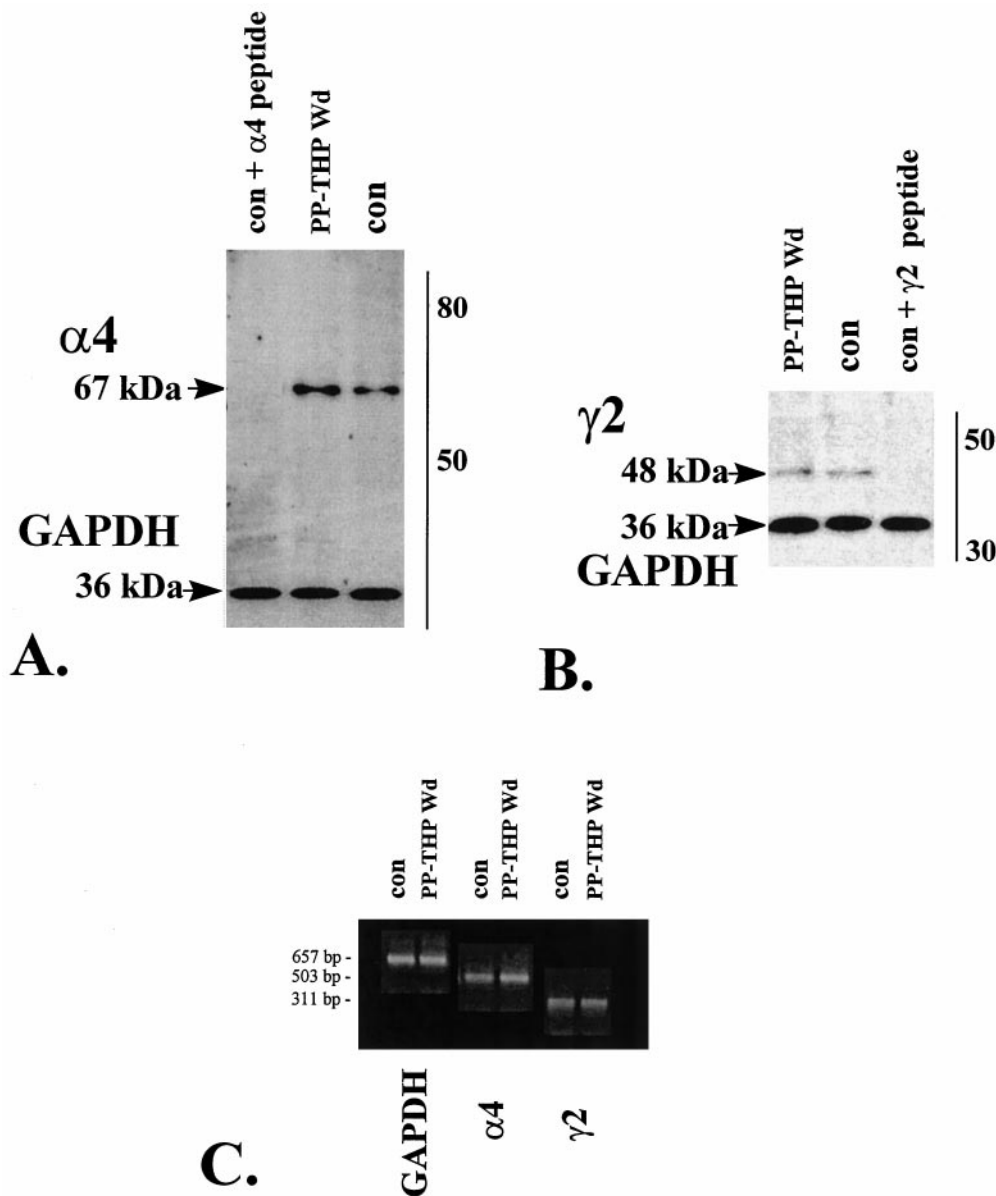 con + α4 peptide
PP-THP Wd
con
α4
67 kDa
GAPDH
36 kDa
80
50
A.
PP-THP Wd
con
con + γ2 peptide
γ2
48 kDa
36 kDa
GAPDH
50
30
B.
con
PP-THP Wd
con
PP-THP Wd
con
PP-THP Wd
657 bp -
503 bp -
311 bp -
GAPDH
α4
γ2
C.